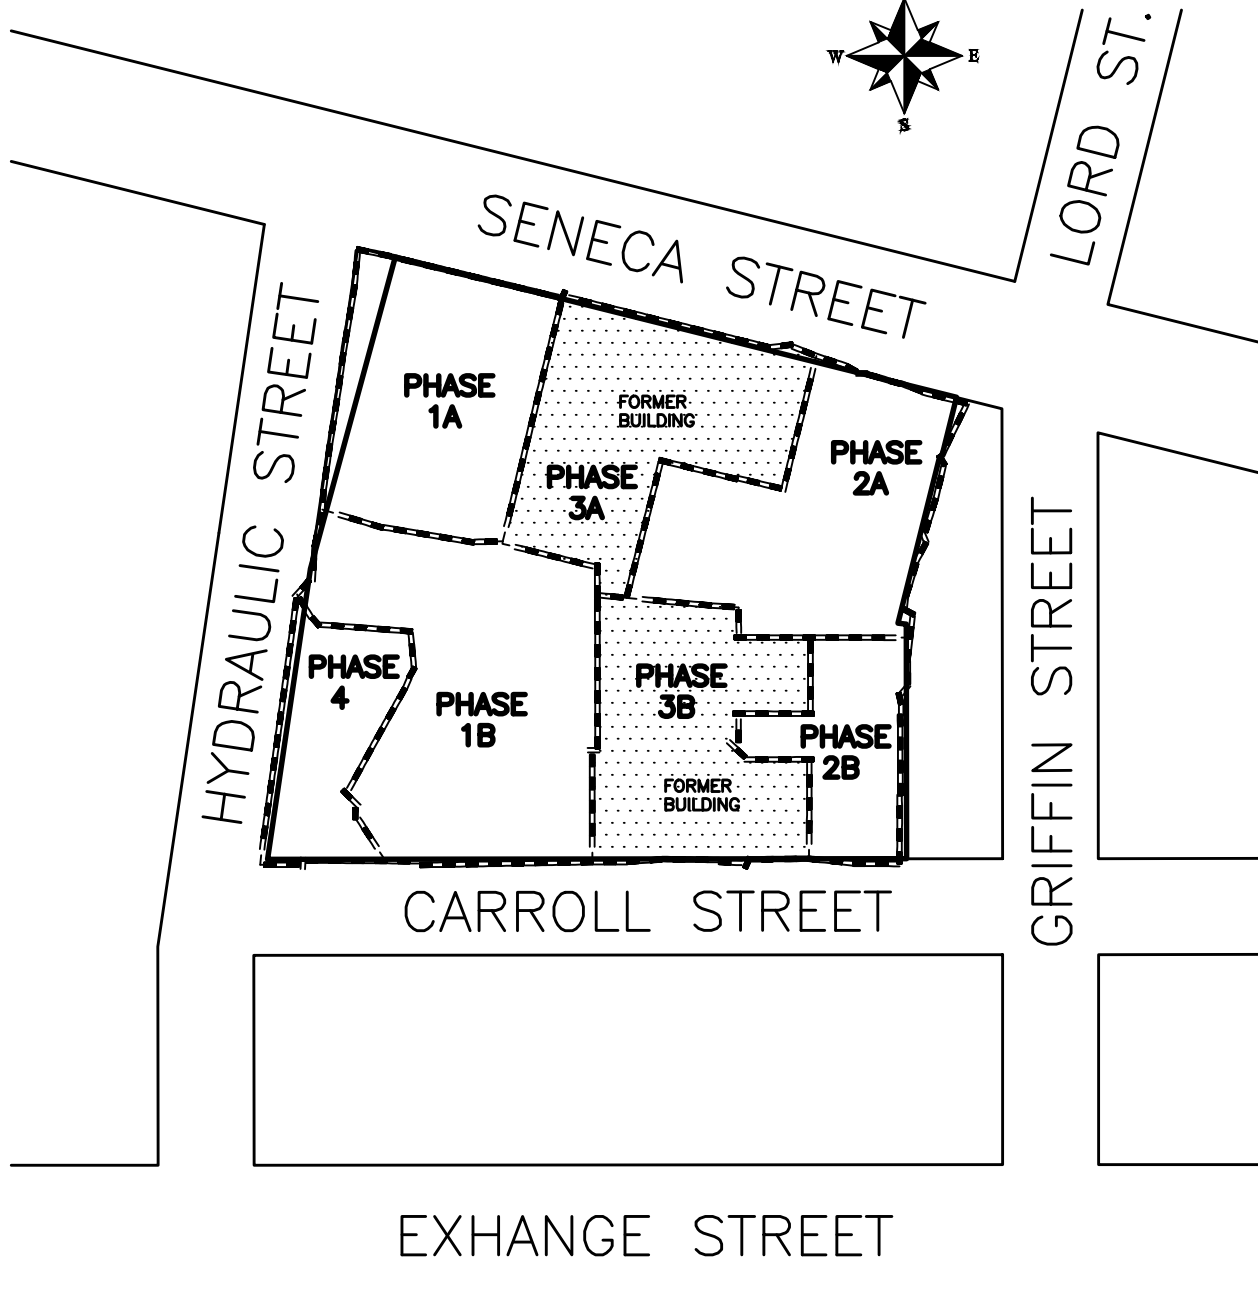 W
E
S
LORD ST.
SENECA STREET
HYDRAULIC STREET
PHASE
1A
FORMER
BUILDING
PHASE
3A
PHASE
2A
PHASE
4
PHASE
1B
PHASE
3B
PHASE
2B
FORMER
BUILDING
GRIFFIN STREET
CARROLL STREET
EXHANGE STREET